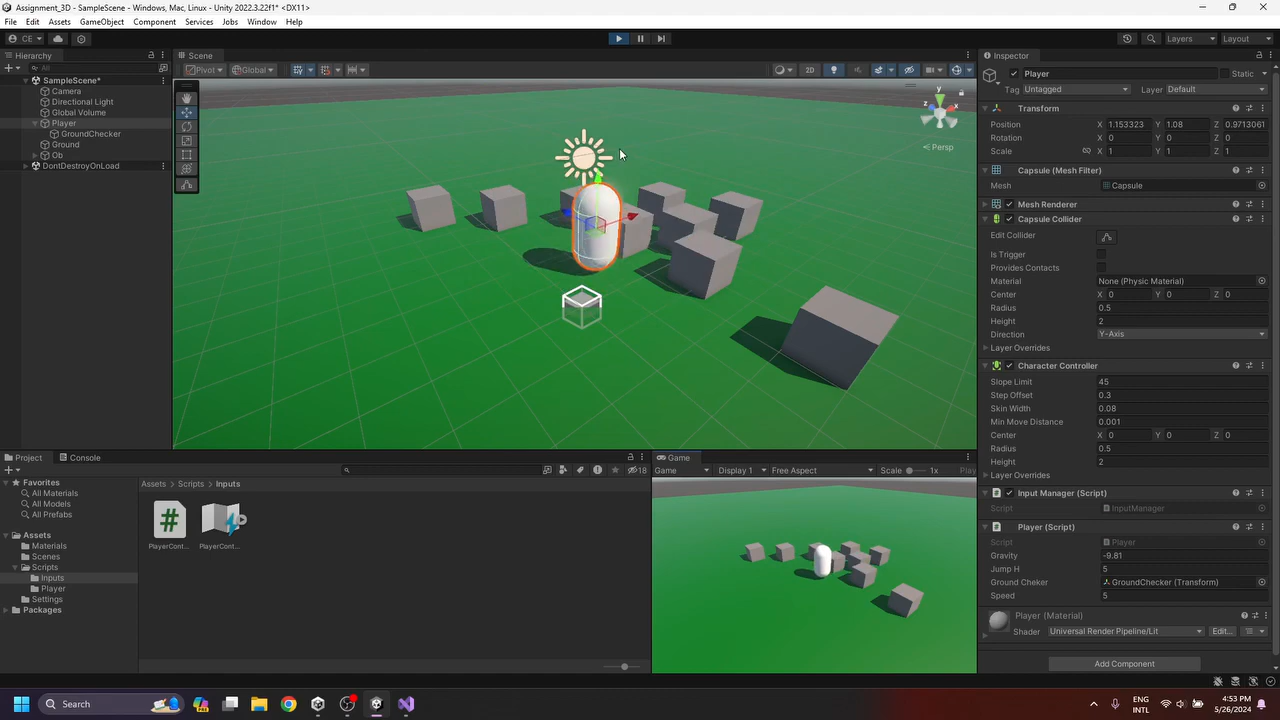 Assignment_3D - SampleScene - Windows, Mac, Linux - Unity 2022.3.22f1* <DX11>
File Edit Assets GameObject Component Services Jobs Window Help
CE Layers Layout
Hierarchy
All
SampleScene*
Camera
Directional Light
Global Volume
Player
GroundChecker
Ground
Ob
DontDestroyOnLoad
Scene
Pivot Global 2D
y
x
z
Persp
Project Console
18
Favorites
All Materials
All Models
All Prefabs
Assets
Materials
Scenes
Scripts
Inputs
Player
Settings
Packages
Assets Scripts Inputs
#
PlayerCont... PlayerCont...
Game
Game Display 1 Free Aspect Scale 1x Play
Inspector
Player Static
Tag Untagged Layer Default
Transform
Position X 1.153323 Y 1.08 Z 0.9713061
Rotation X 0 Y 0 Z 0
Scale X 1 Y 1 Z 1
Capsule (Mesh Filter)
Mesh Capsule
Mesh Renderer
Capsule Collider
Edit Collider
Is Trigger
Provides Contacts
Material None (Physic Material)
Center X 0 Y 0 Z 0
Radius 0.5
Height 2
Direction Y-Axis
Layer Overrides
Character Controller
Slope Limit 45
Step Offset 0.3
Skin Width 0.08
Min Move Distance 0.001
Center X 0 Y 0 Z 0
Radius 0.5
Height 2
Layer Overrides
Input Manager (Script)
Script InputManager
Player (Script)
Script Player
Gravity -9.81
Jump H 5
Ground Cheker GroundChecker (Transform)
Speed 5
Player (Material)
Shader Universal Render Pipeline/Lit Edit...
Add Component
Search
ENG
INTL
4:53 PM
5/26/2024